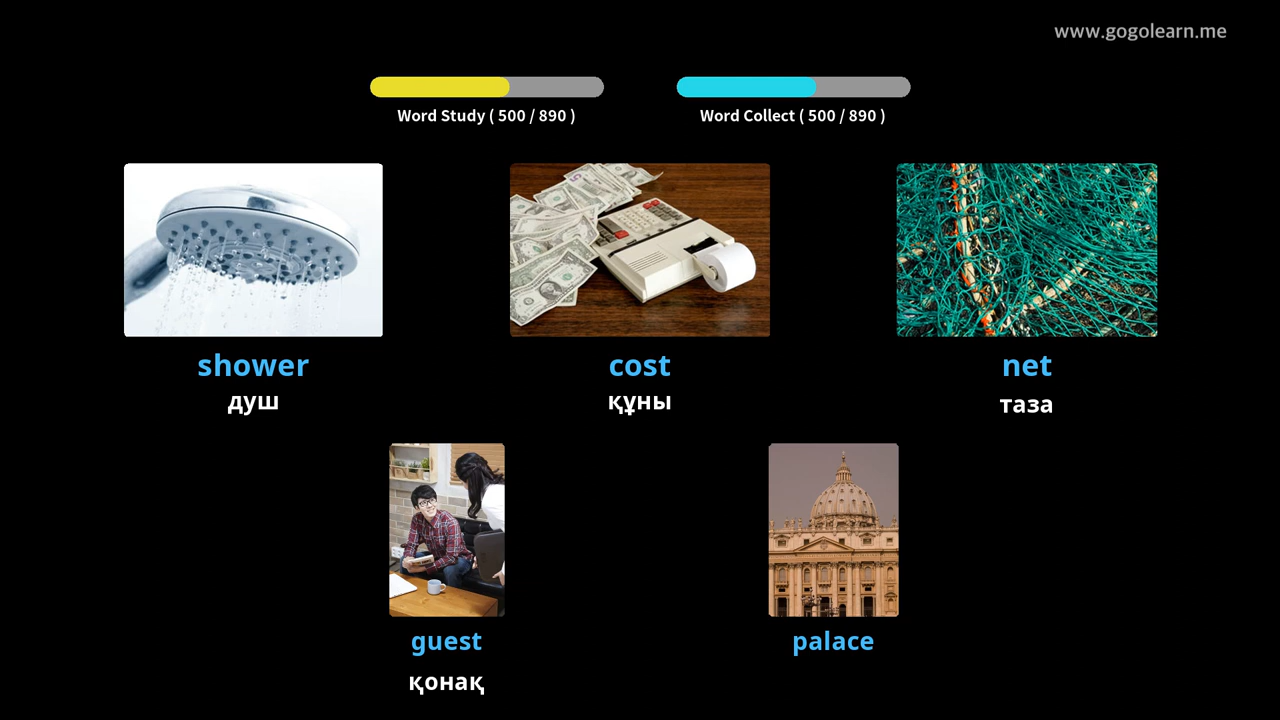 www.gogolearn.me
Word Study ( 500 / 890 )
Word Collect ( 500 / 890 )
shower
душ
cost
құны
net
таза
guest
қонақ
palace